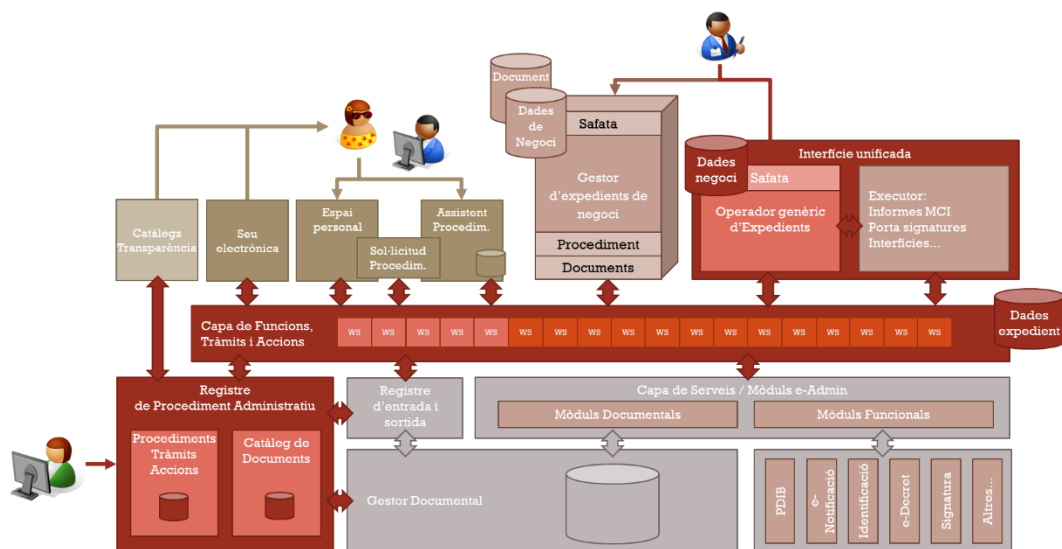 Document
Dades
de
Negoci
Safata
Gestor
d'expedients de
negoci
Procediment
Documents
Interfície unificada
Dades
negoci
Safata
Operador genèric
d'Expedients
Executor:
Informes MCI
Porta signatures
Interfícies...
Catàlegs
Transparència
Seu
electrònica
Espai
personal
Assistent
Procedim.
Sol·licitud
Procedim.
Capa de Funcions,
Tràmits i Accions
ws ws ws ws ws ws ws ws ws ws ws ws ws ws ws ws ws ws
Dades
expedient
Registre
de Procediment Administratiu
Procediments
Tràmits
Accions
Catàleg de
Documents
Registre
d'entrada i
sortida
Capa de Serveis / Móduls e-Admin
Mòduls Documentals
Mòduls Funcionals
Gestor Documental
PDIB
e-
Notificació
Identificació
e-Decret
Signatura
Altres...